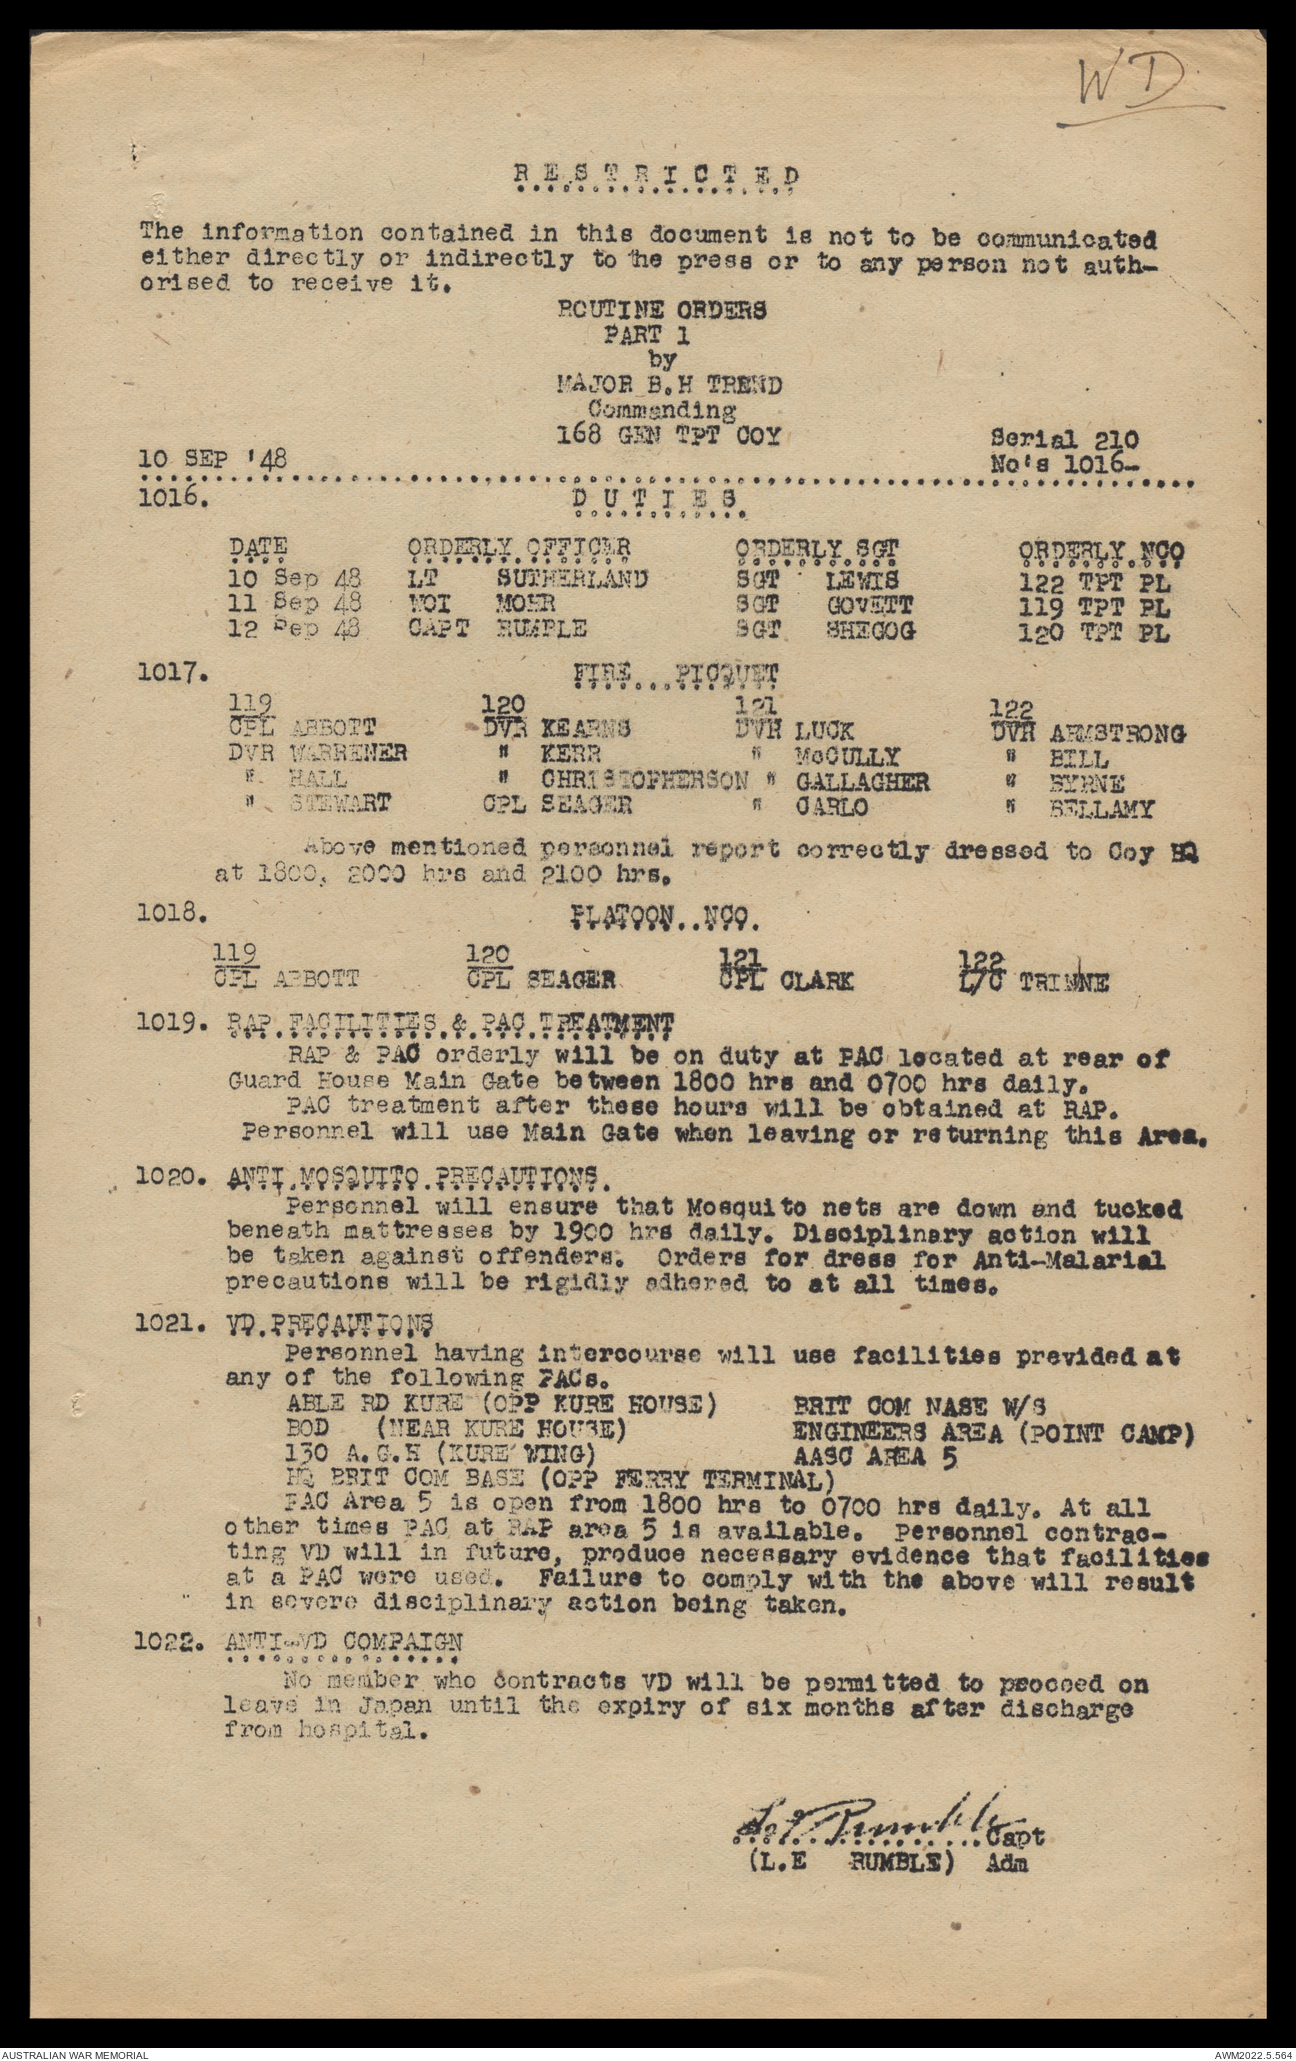 WD
RESTRICTED
The information contained in this document is not to be communicated
either directly or indirectly to the press or to any person not auth-
orised to receive it.
ROUTINE ORDERS
PART 1
by
MAJOR B.H TREND
Commanding
168 GEN TPT COY
Serial 210
10 SEP '48
No's 1016-
1016. DUTIES
DATE ORDERLY OFFICER ORDERLY SGT ORDERLY NCO
10 Sep 48 LT SUTHERLAND SGT LEWIS 122 TPT PL
11 Sep 48 WOI MOHR SGT GOVETT 119 TPT PL
12 Sep 48 CAPT RUMPLE SGT SHEGOG 120 TPT PL
1017. FIRE PICQUET
119 120 121 122
CPL ABBOTT DVR KEARNS DVR LUCK DVR ARMSTRONG
DVR WARRENER " KERR " McCULLY " BILL
" HALL " CHRISTOPHERSON " GALLAGHER " BYRNE
" STEWART CPL SEAGER " CARLO " BELLAMY
Above mentioned personnel report correctly dressed to Coy HQ
at 1800, 2000 hrs and 2100 hrs.
1018. PLATOON NCO.
119 120 121 122
CPL ABBOTT CPL SEAGER CPL CLARK L/C
1019. RAP FACILITIES & PAC TREATMENT
RAP & PAC orderly will be on duty at PAC located at rear of
Guard House Main Gate between 1800 hrs and 0700 hrs daily.
PAC treatment after these hours will be obtained at RAP.
Personnel will use Main Gate when leaving or returning this Area.
1020. ANTI MOSQUITO PRECAUTIONS.
Personnel will ensure that Mosquito nets are down and tucked
beneath mattresses by 1900 hrs daily. Disciplinary action will
be taken against offenders. Orders for dress for Anti-Malarial
precautions will be rigidly adhered to at all times.
1021. VD PRECAUTIONS
Personnel having intercourse will use facilities previded at
any of the following PACs.
ABLE RD KURE (OPP KURE HOUSE) BRIT COM NASE W/S
BOD (NEAR KURE HOUSE) ENGINEERS AREA (POINT CAMP)
130 A.G.H (KURE WING) AASC AREA 5
HQ BRIT COM BASE (OPP FERRY TERMINAL)
PAC Area 5 is open from 1800 hrs to 0700 hrs daily. At all
other times PAC at RAP area 5 is available. Personnel contrac-
ting VD will in future, produce necessary evidence that facilities
at a PAC were used. Failure to comply with the above will result
in severe disciplinary action being taken.
1022. ANTI-VD COMPAIGN
No member who contracts VD will be permitted to proceed on
leave in Japan until the expiry of six months after discharge
from hospital.
Rumble Capt
(L.E RUMBLE) Adm
AUSTRALIAN WAR MEMORIAL
AWM2022.5.564